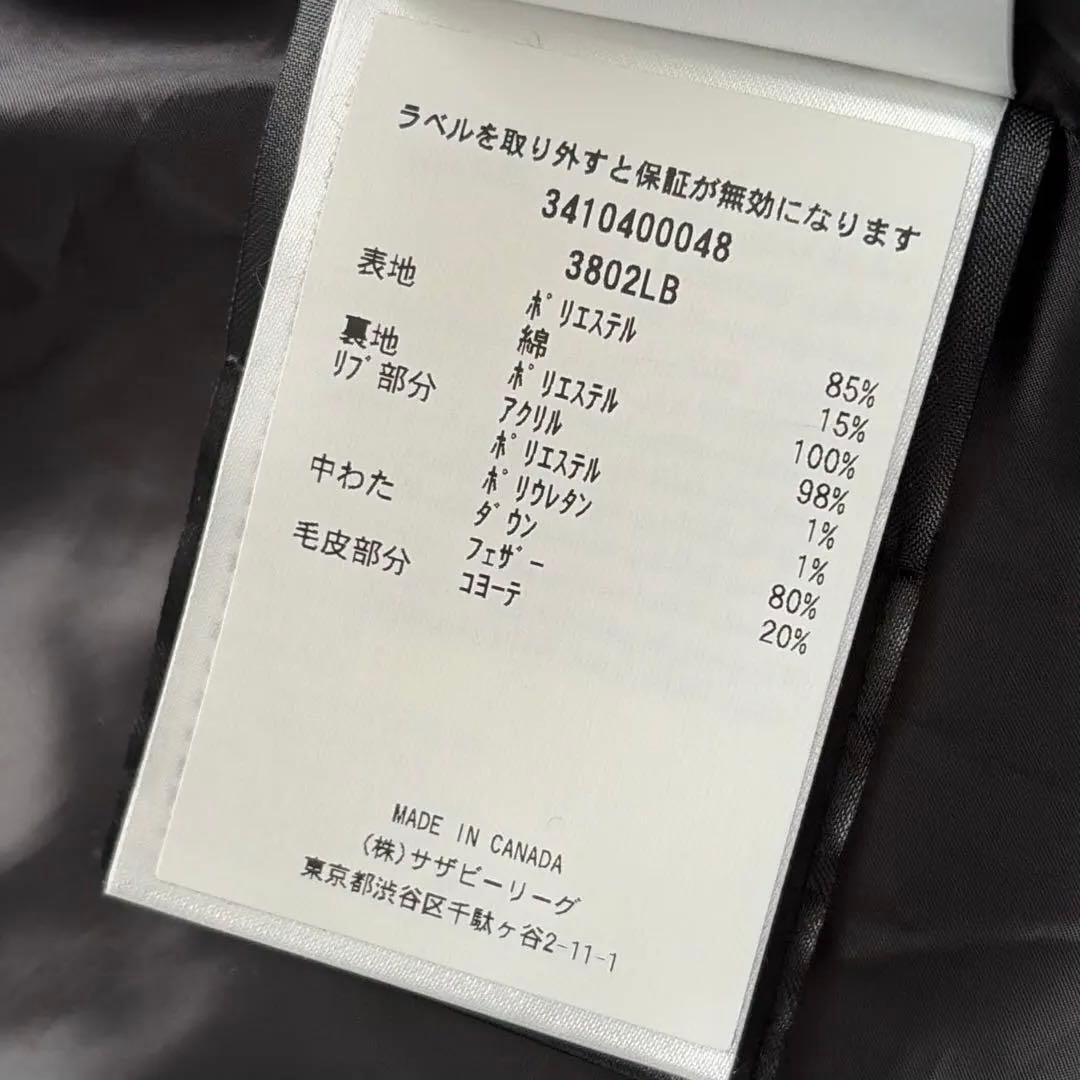 ラベルを取り外すと保証が無効になります
3410400048
3802LB
表地 ポリエステル 85%
綿 15%
裏地 ポリエステル 100%
リブ部分 アクリル 98%
ポリエステル 1%
ポリウレタン 1%
中わた ダウン 80%
フェザー 20%
毛皮部分 コヨーテ
MADE IN CANADA
(株)サザビーリーグ
東京都渋谷区千駄ヶ谷2-11-1